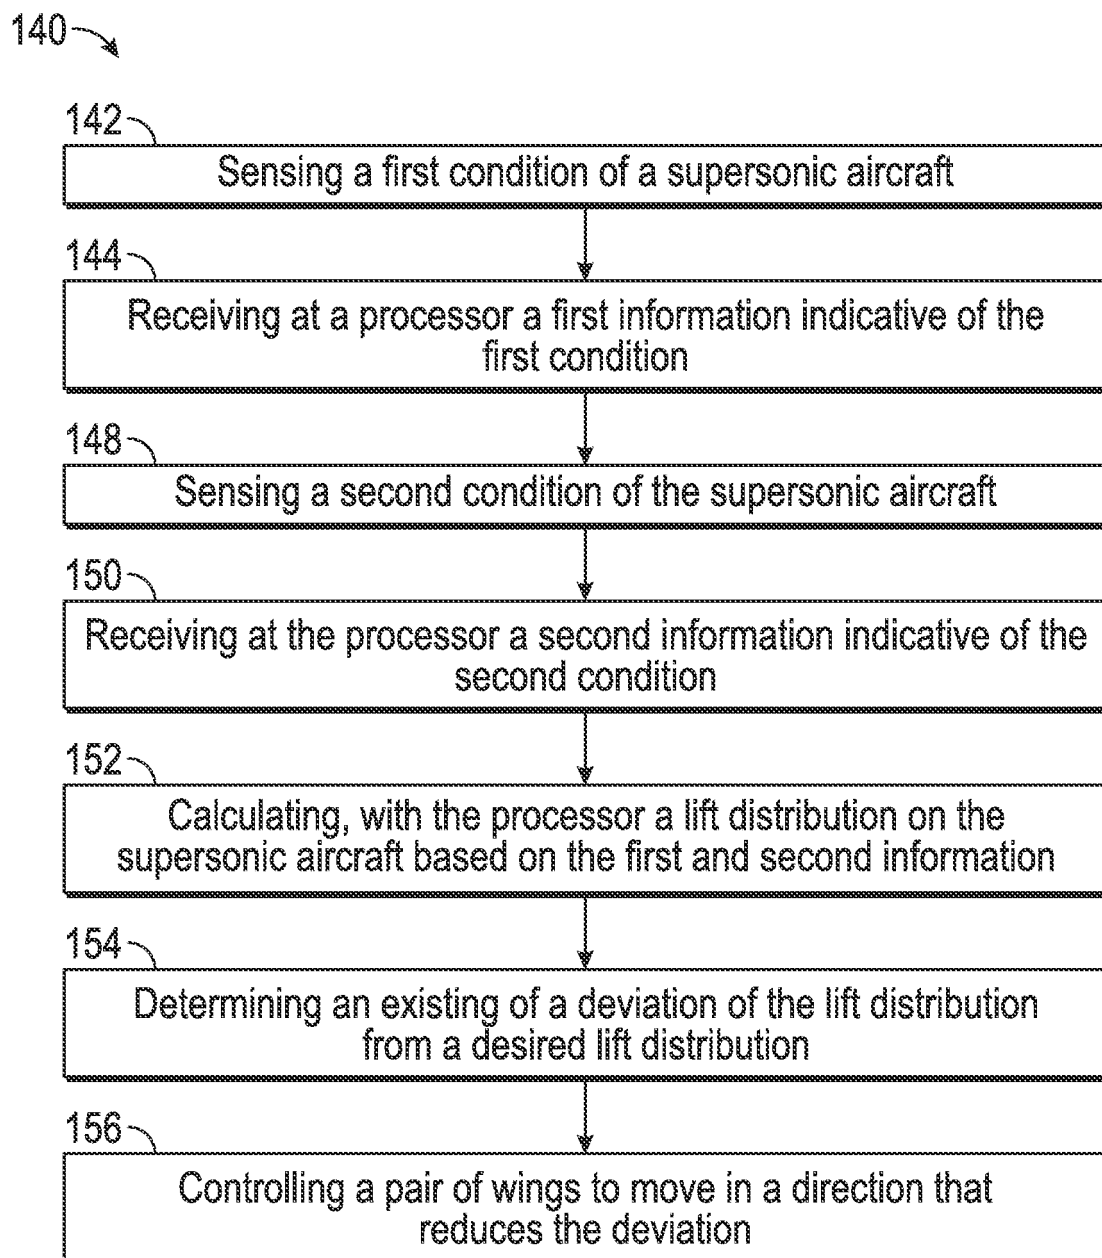 140
142
Sensing a first condition of a supersonic aircraft
144
Receiving at a processor a first information indicative of the
first condition
148
Sensing a second condition of the supersonic aircraft
150
Receiving at the processor a second information indicative of the
second condition
152
Calculating, with the processor a lift distribution on the
supersonic aircraft based on the first and second information
154
Determining an existing of a deviation of the lift distribution
from a desired lift distribution
156
Controlling a pair of wings to move in a direction that
reduces the deviation